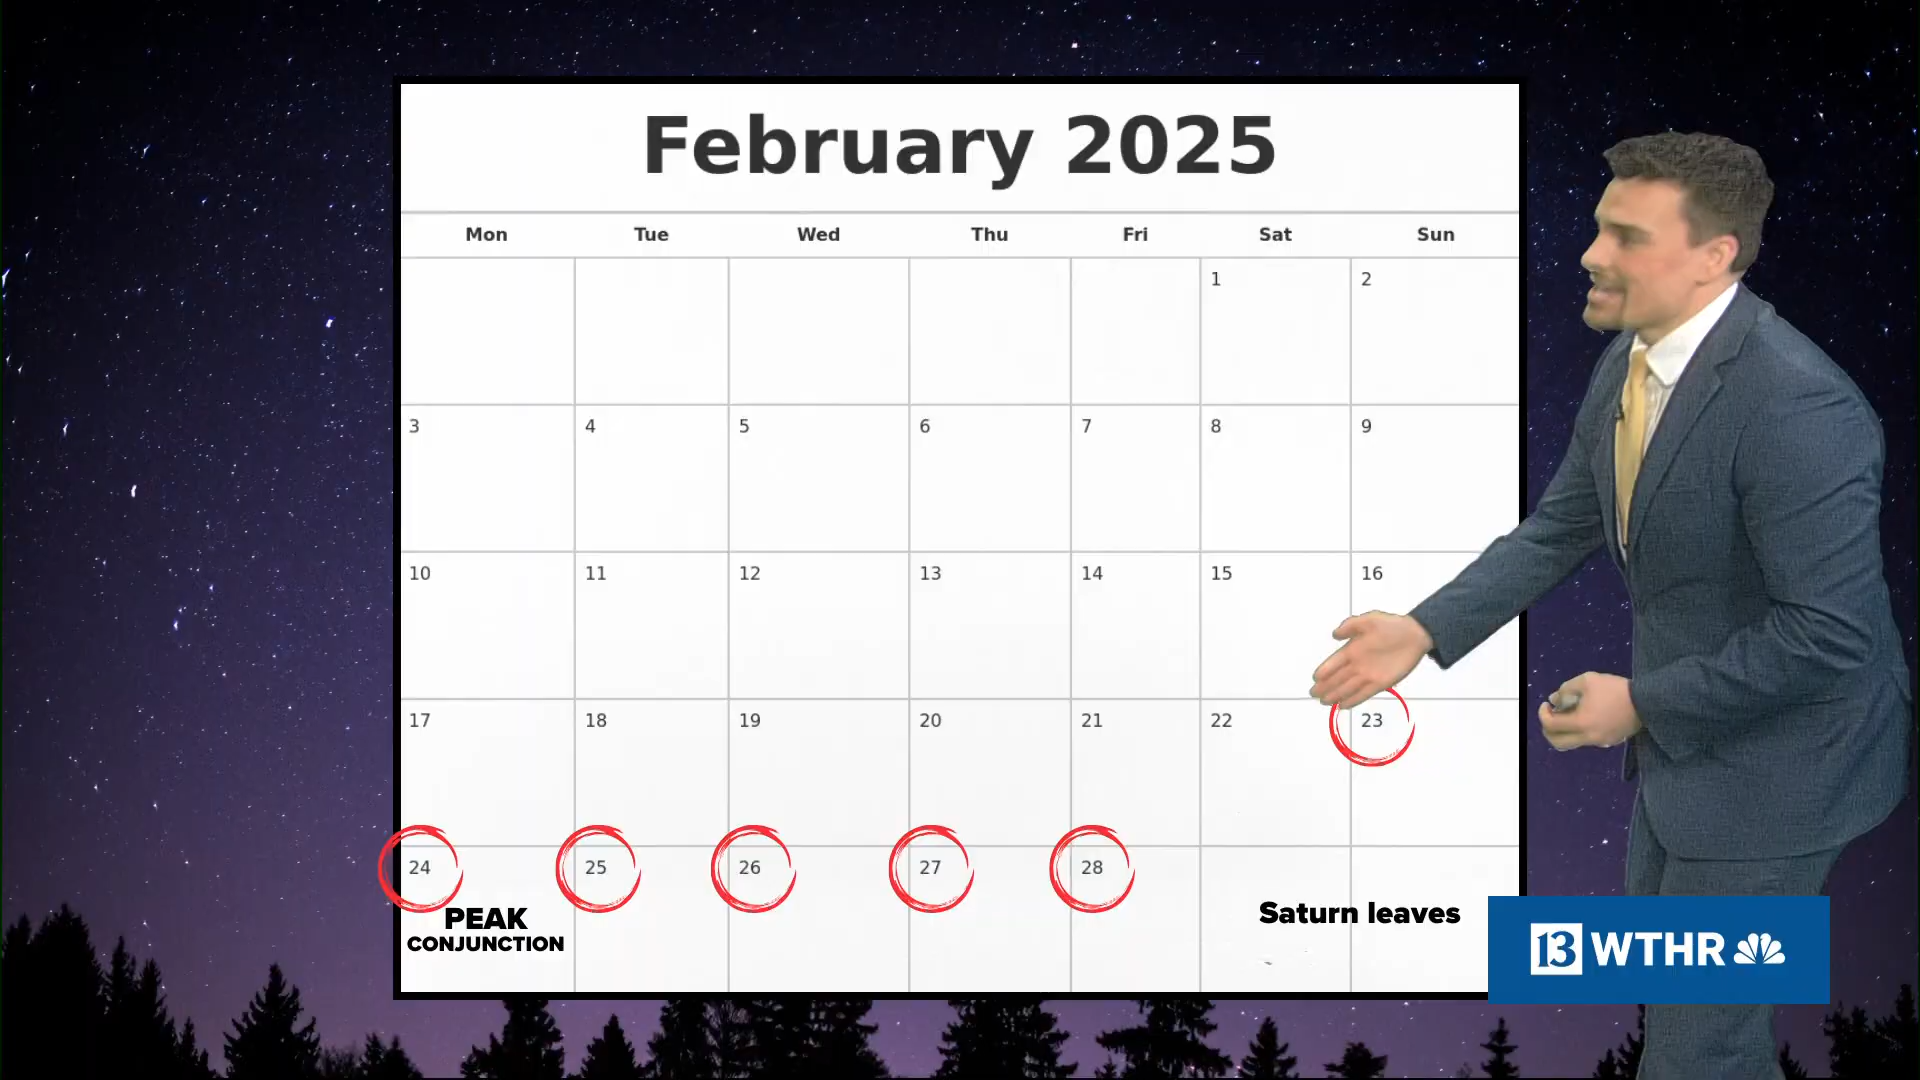 February 2025
Mon Tue Wed Thu Fri Sat Sun
1 2
3 4 5 6 7 8 9
10 11 12 13 14 15 16
17 18 19 20 21 22 23
24 25 26 27 28
PEAK
CONJUNCTION
Saturn leaves
13 WTHR